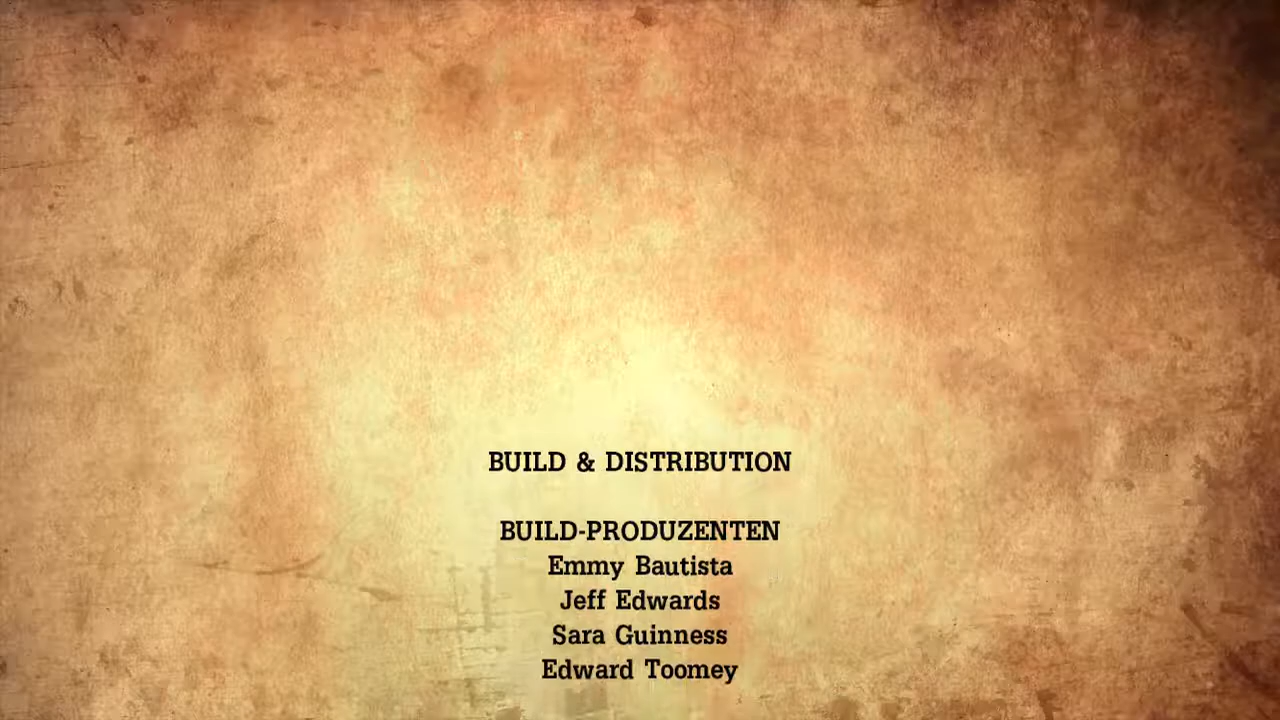 BUILD & DISTRIBUTION
BUILD-PRODUZENTEN
Emmy Bautista
Jeff Edwards
Sara Guinness
Edward Toomey